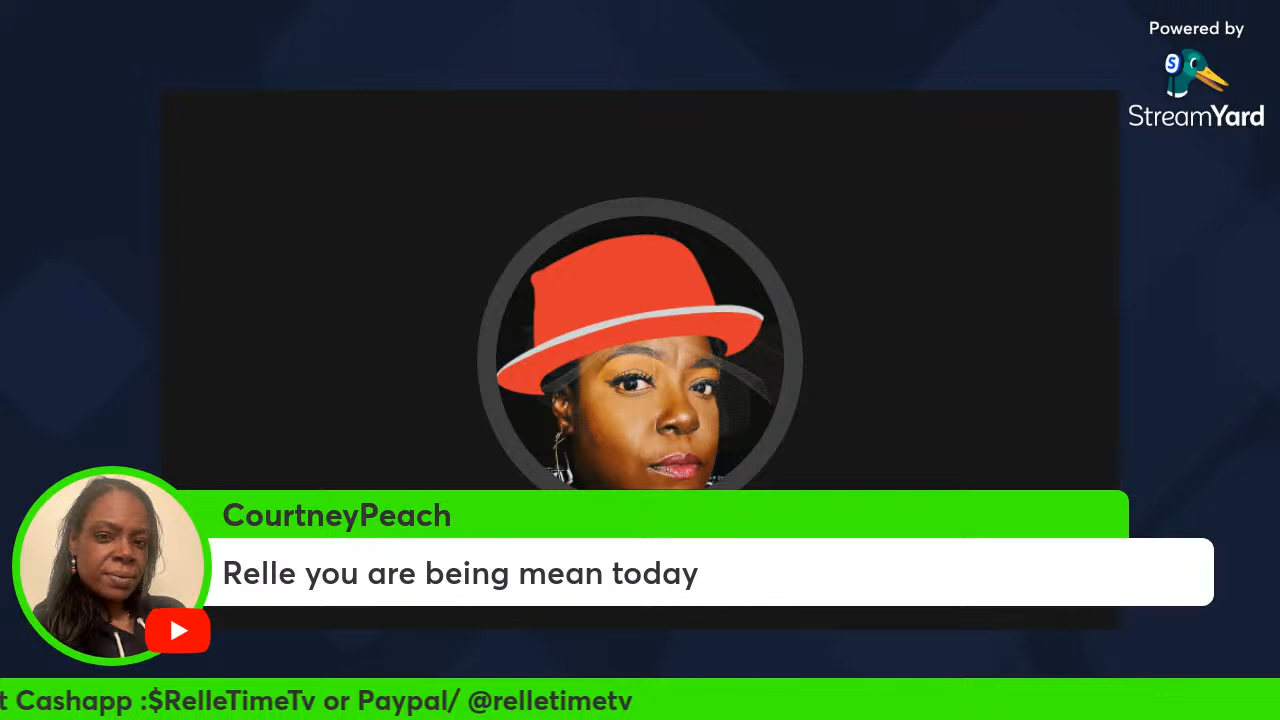 Powered by
S
StreamYard
CourtneyPeach
Relle you are being mean today
t Cashapp :$RelleTimeTv or Paypal/ @relletimetv